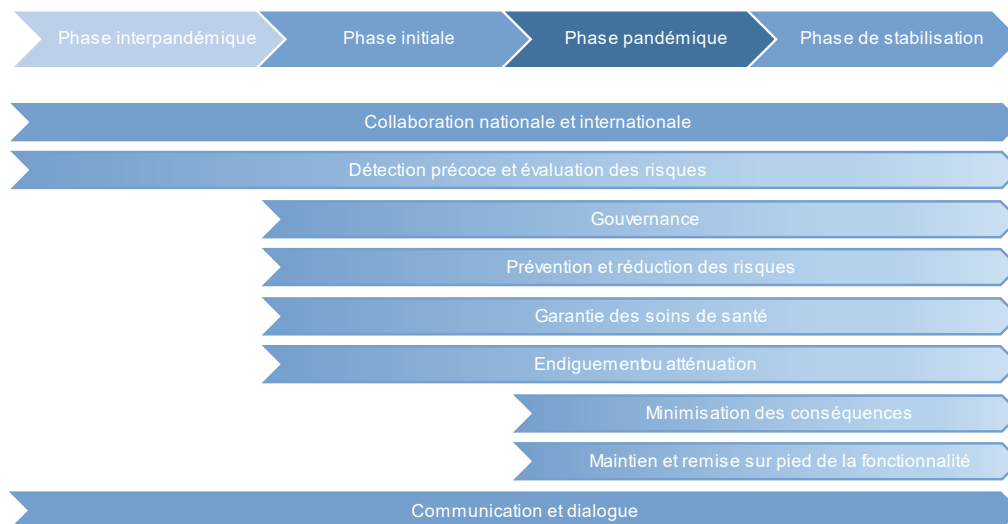 Phase interpandémique
Phase initiale
Phase pandémique
Phase de stabilisation
Collaboration nationale et internationale
Détection précoce et évaluation des risques
Gouvernance
Prévention et réduction des risques
Garantie des soins de santé
Endiguement ou atténuation
Minimisation des conséquences
Maintien et remise sur pied de la fonctionnalité
Communication et dialogue